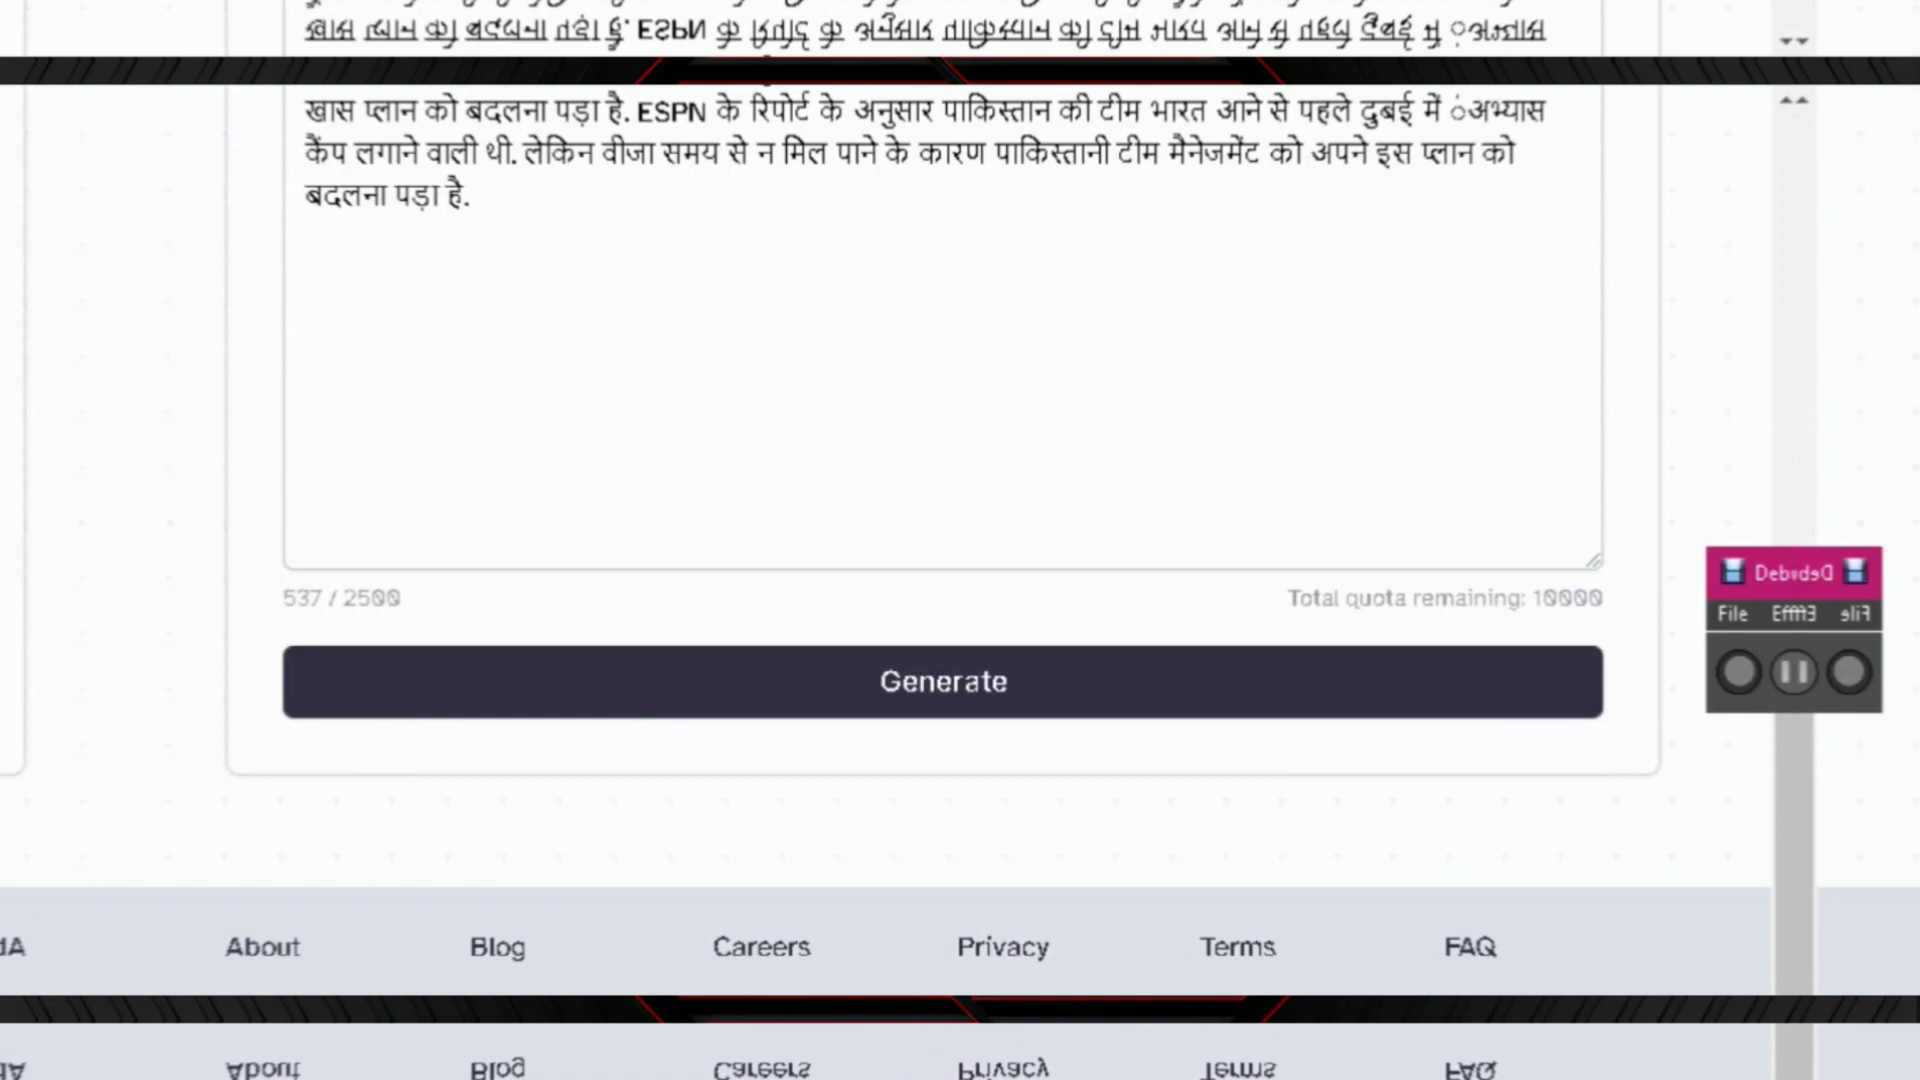 खास प्लान को बदलना पड़ा है. ESPN के रिपोर्ट के अनुसार पाकिस्तान की टीम भारत आने से पहले दुबई में ंअभ्यास
कैंप लगाने वाली थी. लेकिन वीजा समय से न मिल पाने के कारण पाकिस्तानी टीम मैनेजमेंट को अपने इस प्लान को
बदलना पड़ा है.
537 / 2500
Total quota remaining: 10000
File
Generate
About
Blog
Careers
Privacy
Terms
FAQ